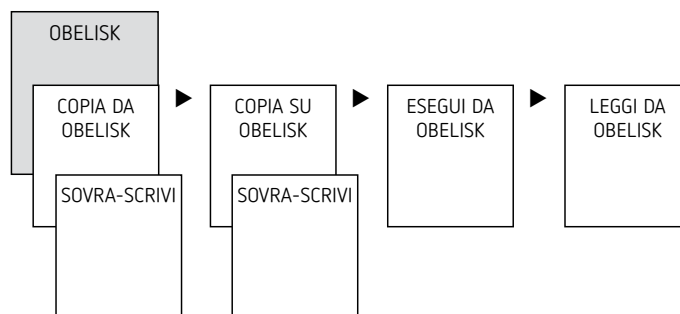 OBELISK
COPIA DA
OBELISK
SOVRA-SCRIVI
COPIA SU
OBELISK
SOVRA-SCRIVI
ESEGUI DA
OBELISK
LEGGI DA
OBELISK